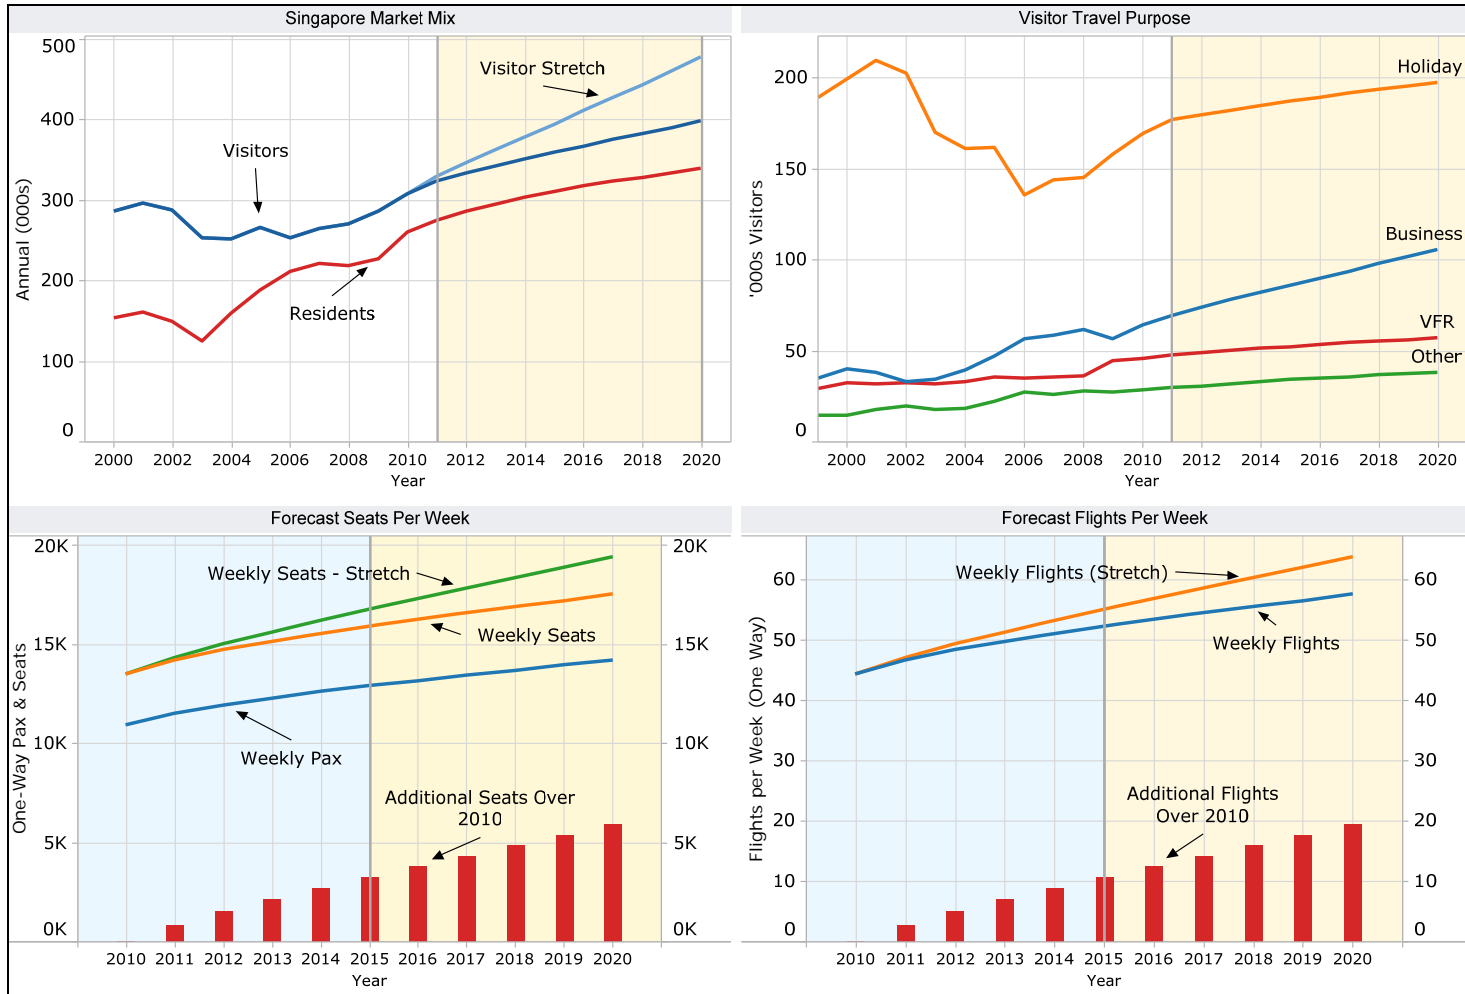 Singapore Market Mix
500
400
300
200
100
0
Annual (000s)
Visitor Stretch
Visitors
Residents
2000 2002 2004 2006 2008 2010 2012 2014 2016 2018 2020
Year
Visitor Travel Purpose
200
150
100
50
0
'000s Visitors
Holiday
Business
VFR
Other
2000 2002 2004 2006 2008 2010 2012 2014 2016 2018 2020
Year
Forecast Seats Per Week
20K
15K
10K
5K
0K
One-Way Pax & Seats
Weekly Seats - Stretch
Weekly Seats
Weekly Pax
Additional Seats Over
2010
20K
15K
10K
5K
0K
2010 2011 2012 2013 2014 2015 2016 2017 2018 2019 2020
Year
Forecast Flights Per Week
60
50
40
30
20
10
0
Flights per Week (One Way)
Weekly Flights (Stretch)
Weekly Flights
Additional Flights
Over 2010
60
50
40
30
20
10
0
2010 2011 2012 2013 2014 2015 2016 2017 2018 2019 2020
Year